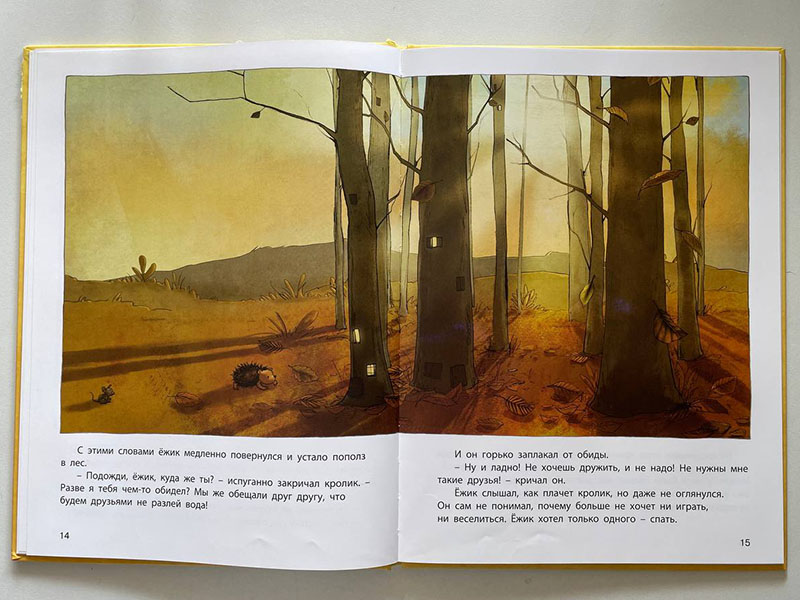 С этими словами ёжик медленно повернулся и устало пополз
в лес.
– Подожди, ёжик, куда же ты? – испуганно закричал кролик. –
Разве я тебя чем-то обидел? Мы же обещали друг другу, что
будем друзьями не разлей вода!
14
И он горько заплакал от обиды.
– Ну и ладно! Не хочешь дружить, и не надо! Не нужны мне
такие друзья! – кричал он.
Ёжик слышал, как плачет кролик, но даже не оглянулся.
Он сам не понимал, почему больше не хочет ни играть,
ни веселиться. Ёжик хотел только одного – спать.
15